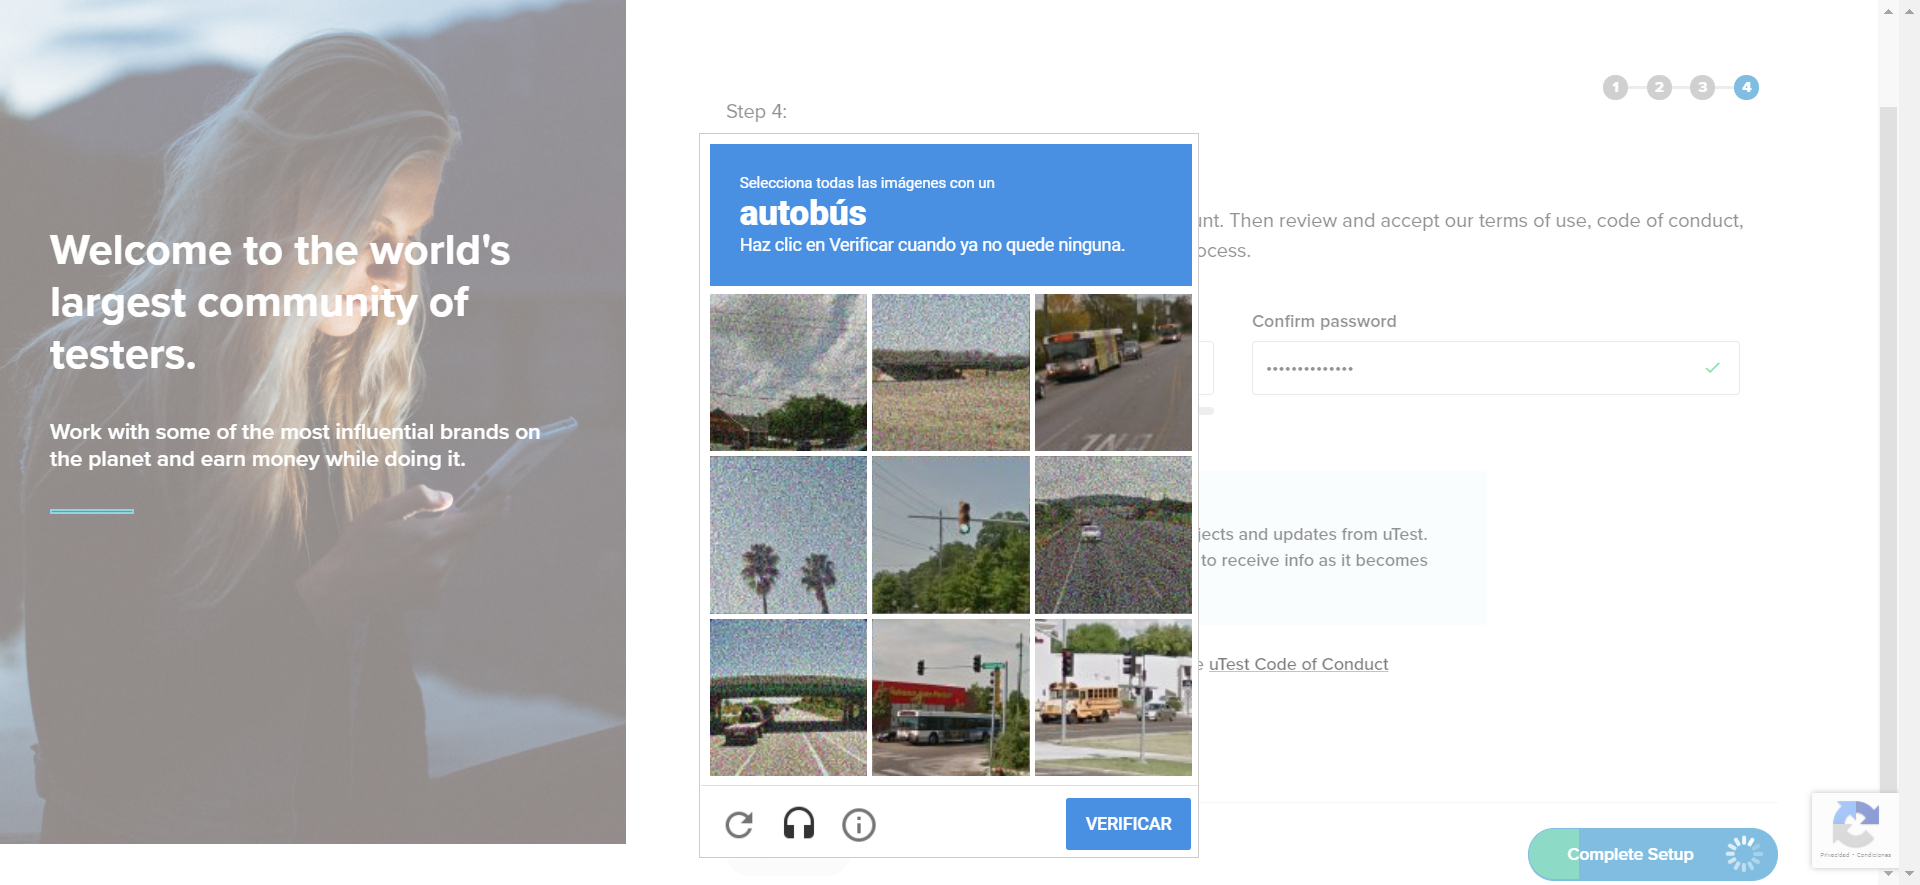 Welcome to the world's
largest community of
testers.
Work with some of the most influential brands on
the planet and earn money while doing it.
1 2 3 4
Step 4:
unt. Then review and accept our terms of use, code of conduct,
ocess.
Selecciona todas las imágenes con un
autobús
Haz clic en Verificar cuando ya no quede ninguna.
Confirm password
••••••••••••••
jects and updates from uTest.
to receive info as it becomes
e uTest Code of Conduct
VERIFICAR
Complete Setup
Privacidad - Condiciones